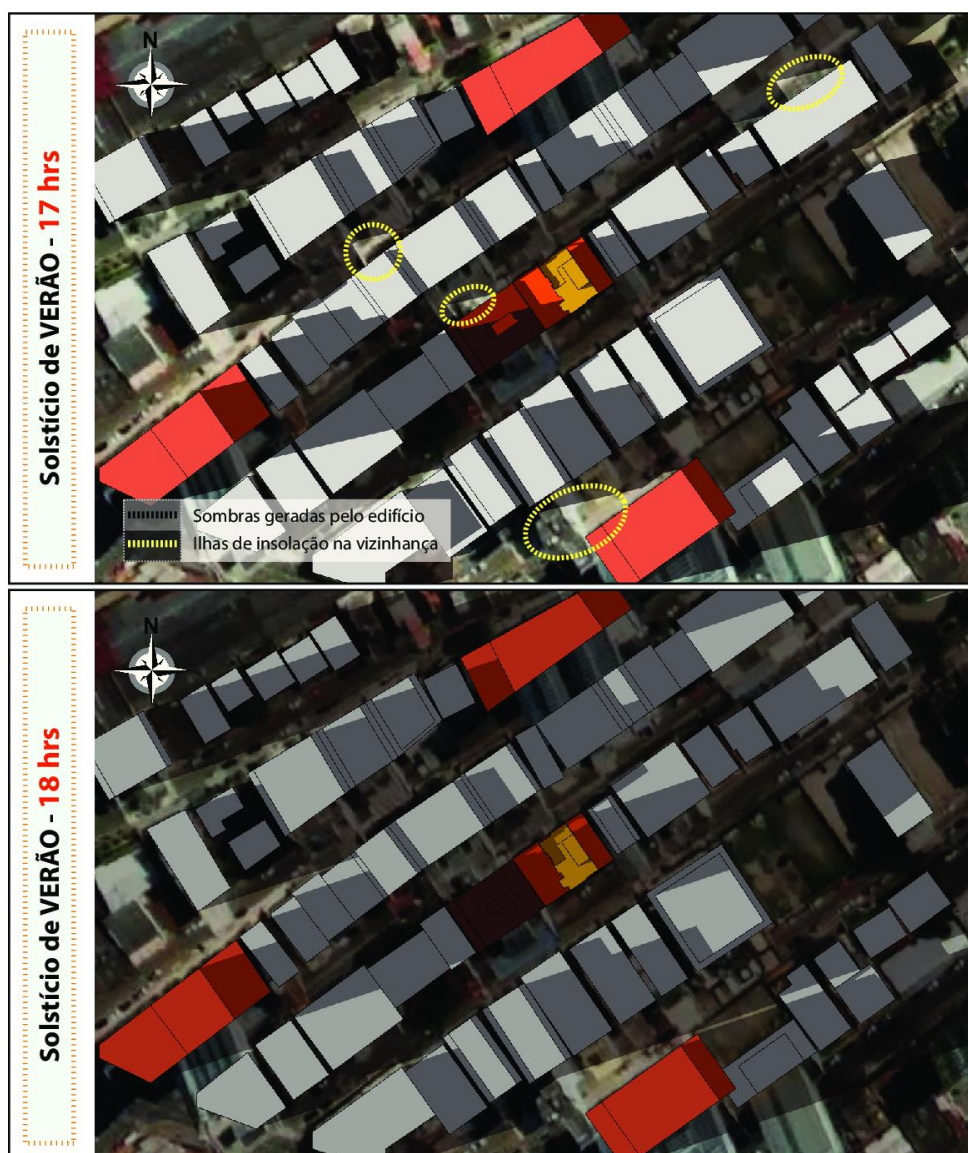 Solstício de VERÃO - 17 hrs
N
Sombras geradas pelo edifício
Ilhas de insolação na vizinhança
Solstício de VERÃO - 18 hrs
N